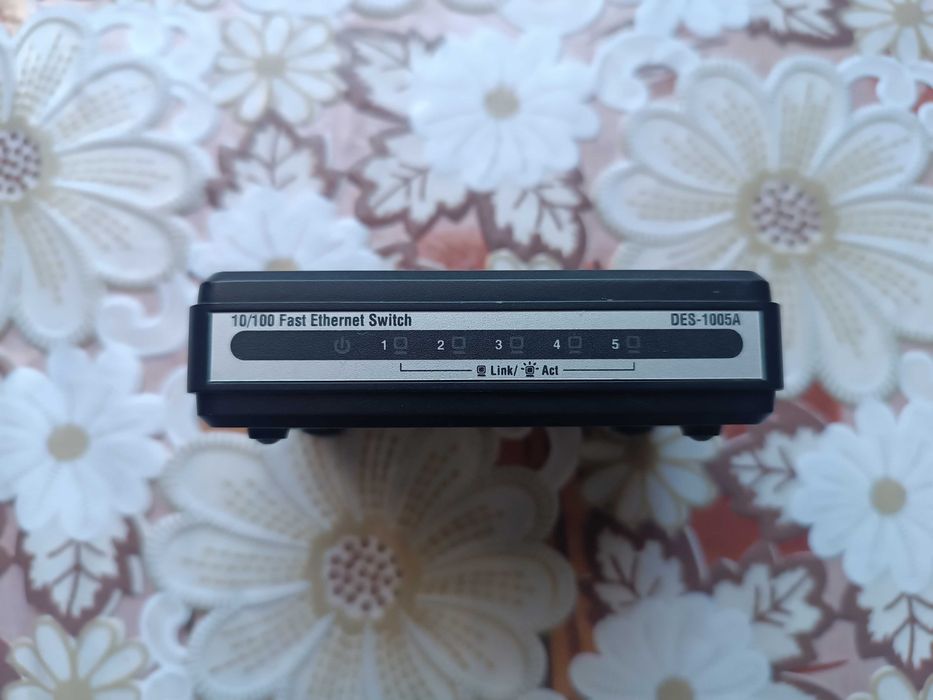 10/100 Fast Ethernet Switch DES-1005A
1 2 3 4 5
Link/ Act